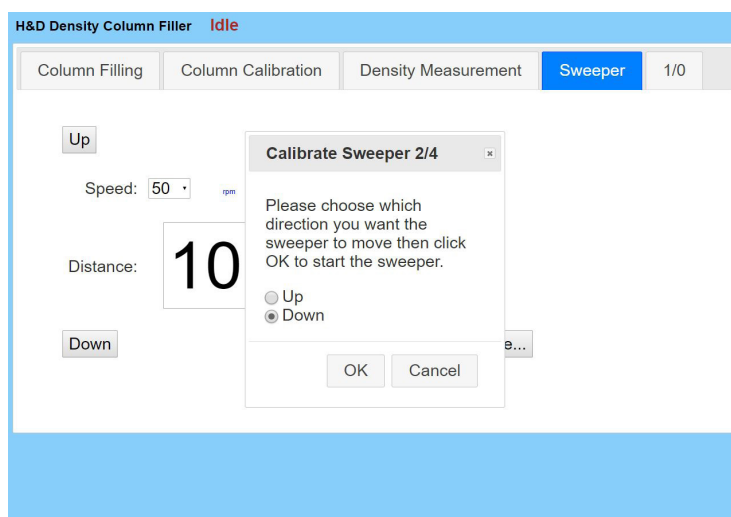 H&D Density Column Filler Idle
Column Filling Column Calibration Density Measurement Sweeper 1/0
Up
Calibrate Sweeper 2/4
Speed: 50 rpm
Please choose which
direction you want the
sweeper to move then click
OK to start the sweeper.
Distance: 10
Up
Down
Down e...
OK Cancel